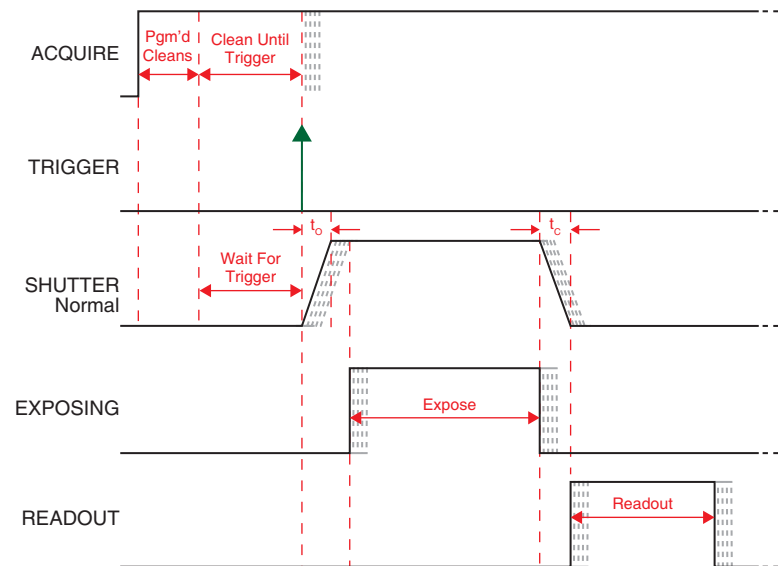 ACQUIRE
Pgm'd
Cleans
Clean Until
Trigger
TRIGGER
to
tc
SHUTTER
Normal
Wait For
Trigger
EXPOSING
Expose
READOUT
Readout